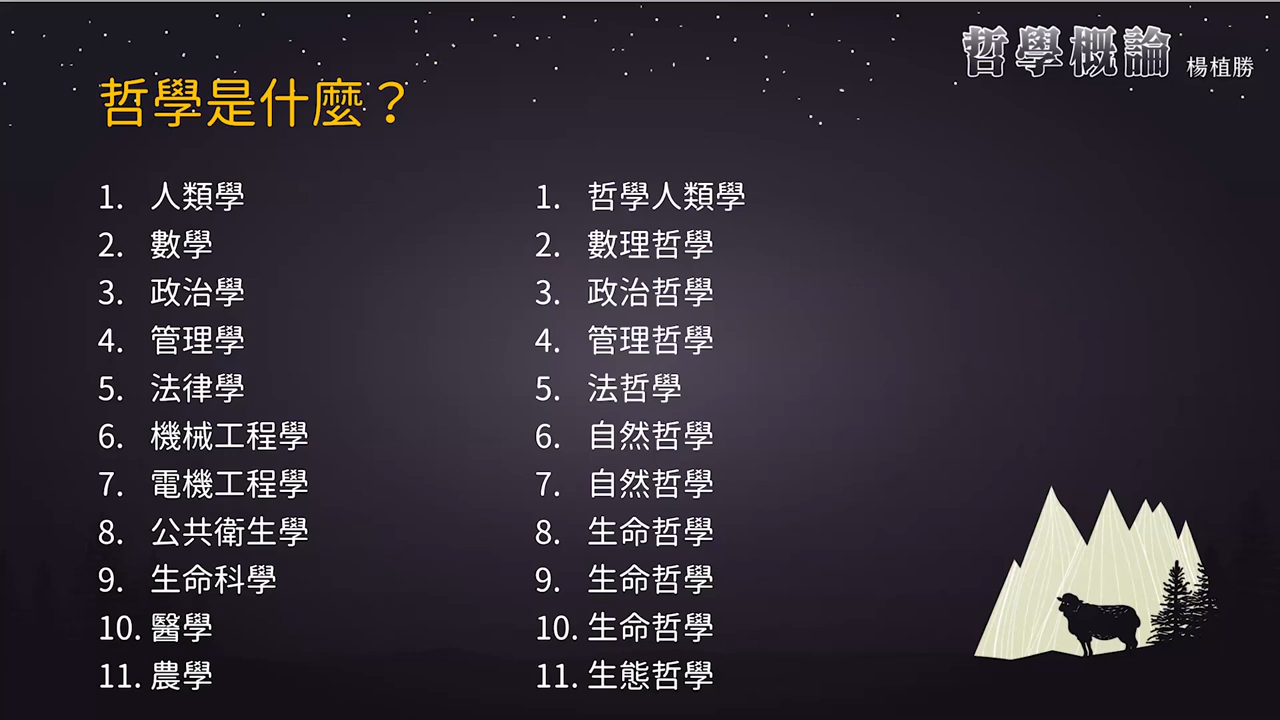 哲學概論 楊植勝
哲學是什麼？
1. 人類學
2. 數學
3. 政治學
4. 管理學
5. 法律學
6. 機械工程學
7. 電機工程學
8. 公共衛生學
9. 生命科學
10. 醫學
11. 農學
1. 哲學人類學
2. 數理哲學
3. 政治哲學
4. 管理哲學
5. 法哲學
6. 自然哲學
7. 自然哲學
8. 生命哲學
9. 生命哲學
10. 生命哲學
11. 生態哲學